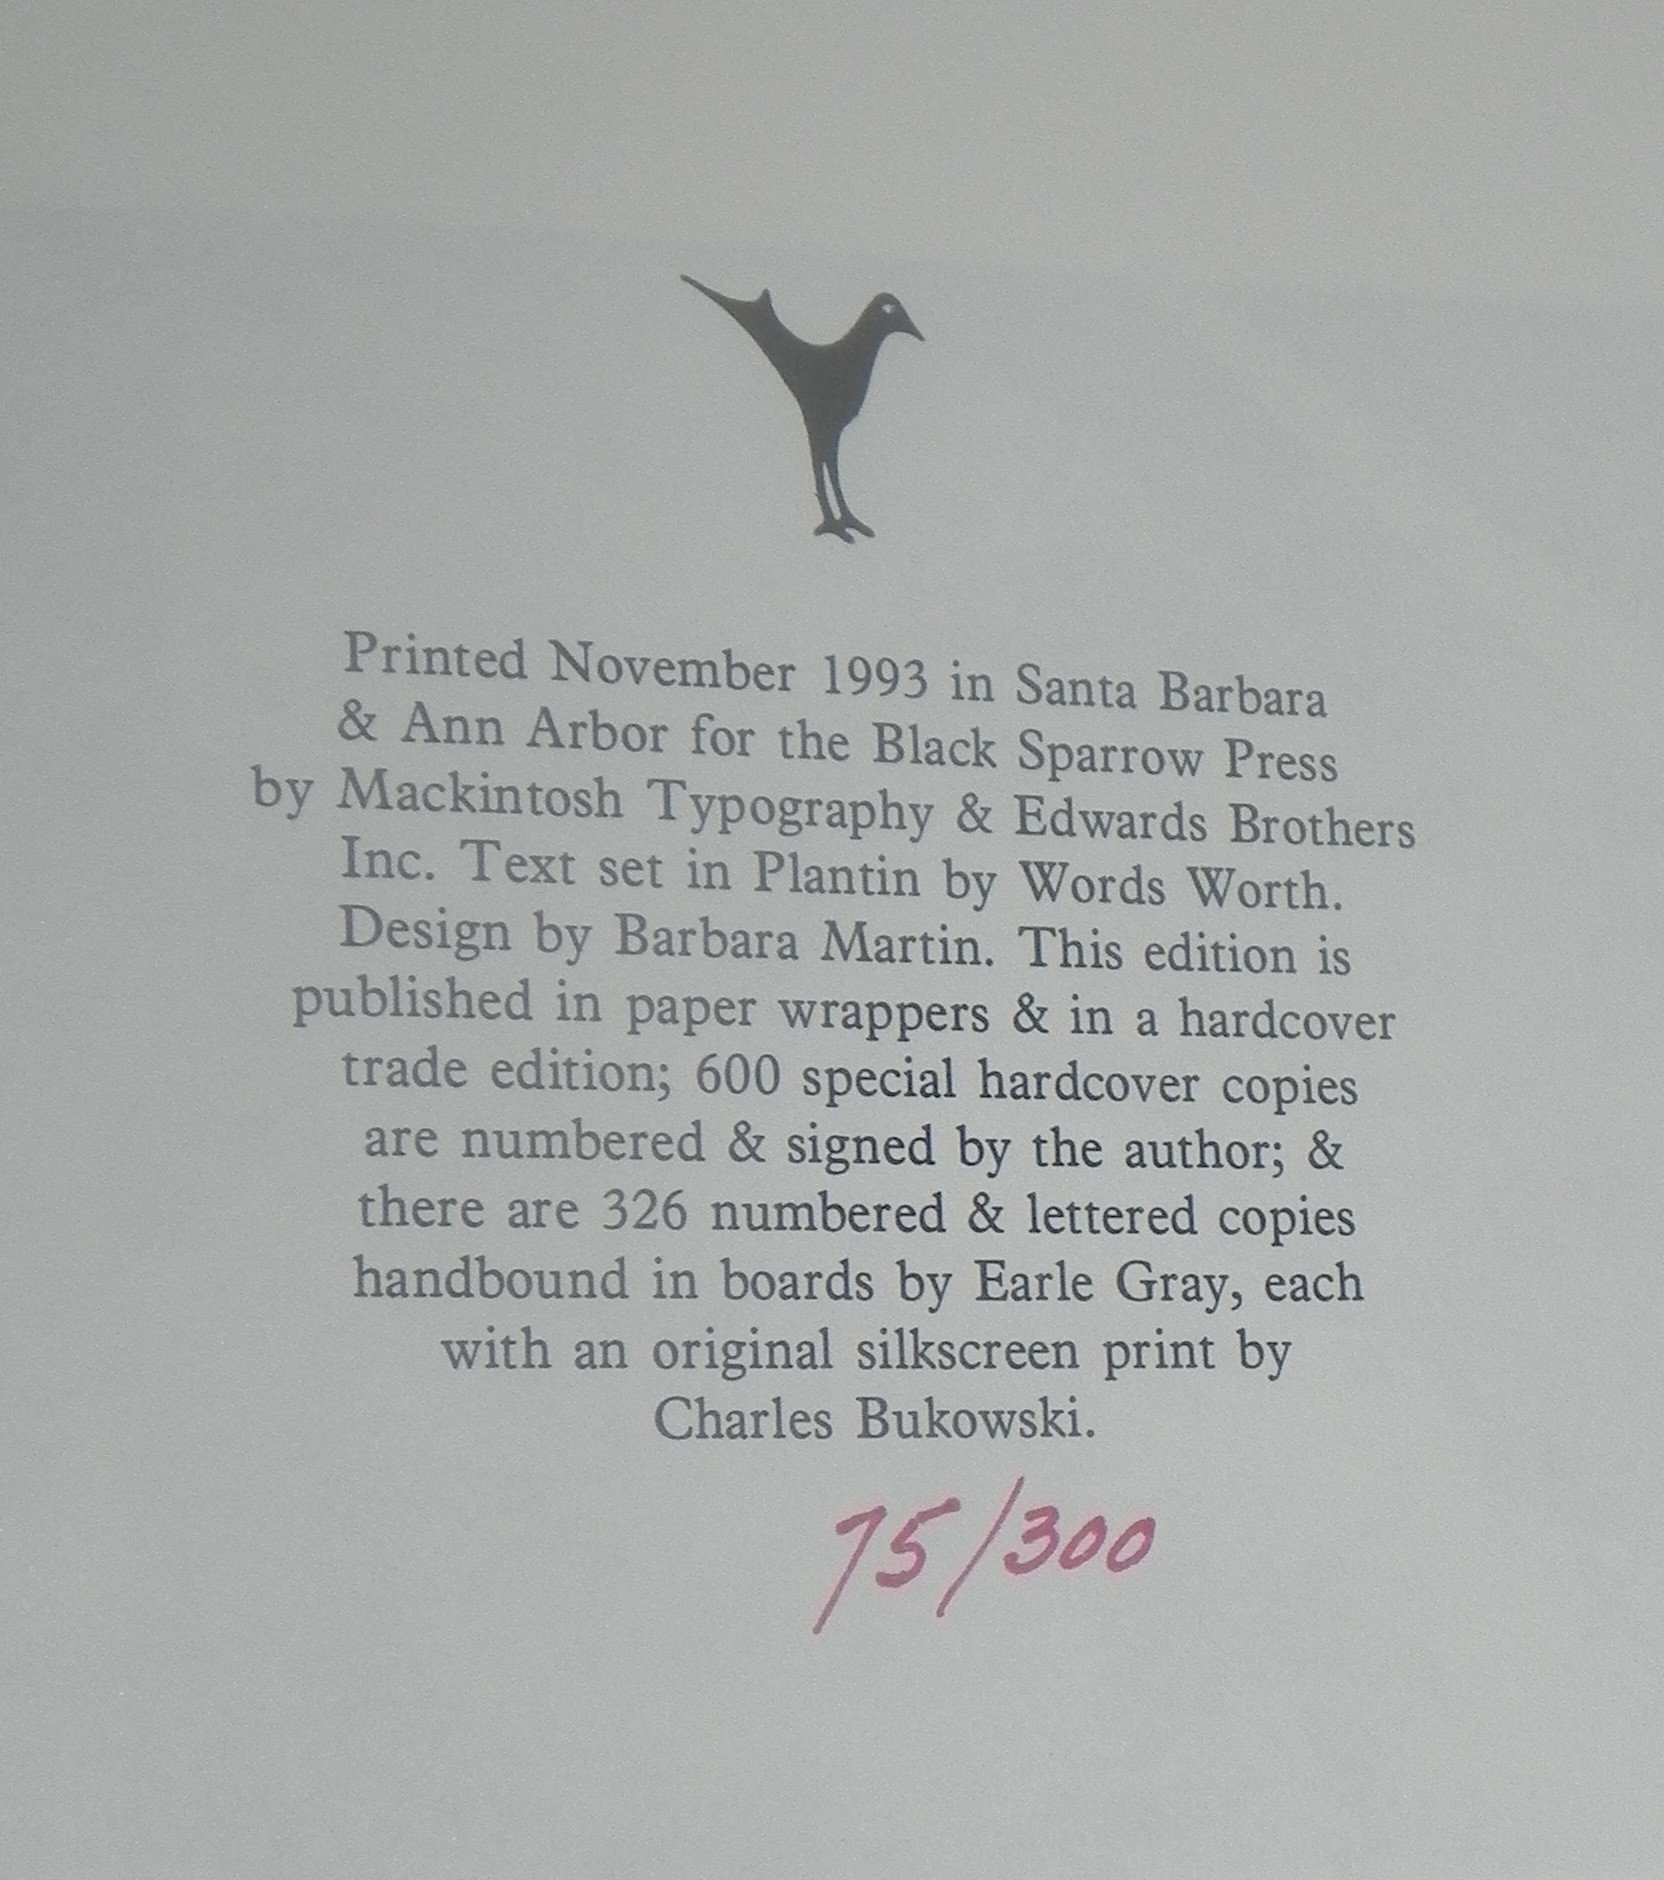 Printed November 1993 in Santa Barbara
& Ann Arbor for the Black Sparrow Press
by Mackintosh Typography & Edwards Brothers
Inc. Text set in Plantin by Words Worth.
Design by Barbara Martin. This edition is
published in paper wrappers & in a hardcover
trade edition; 600 special hardcover copies
are numbered & signed by the author; &
there are 326 numbered & lettered copies
handbound in boards by Earle Gray, each
with an original silkscreen print by
Charles Bukowski.
75/300